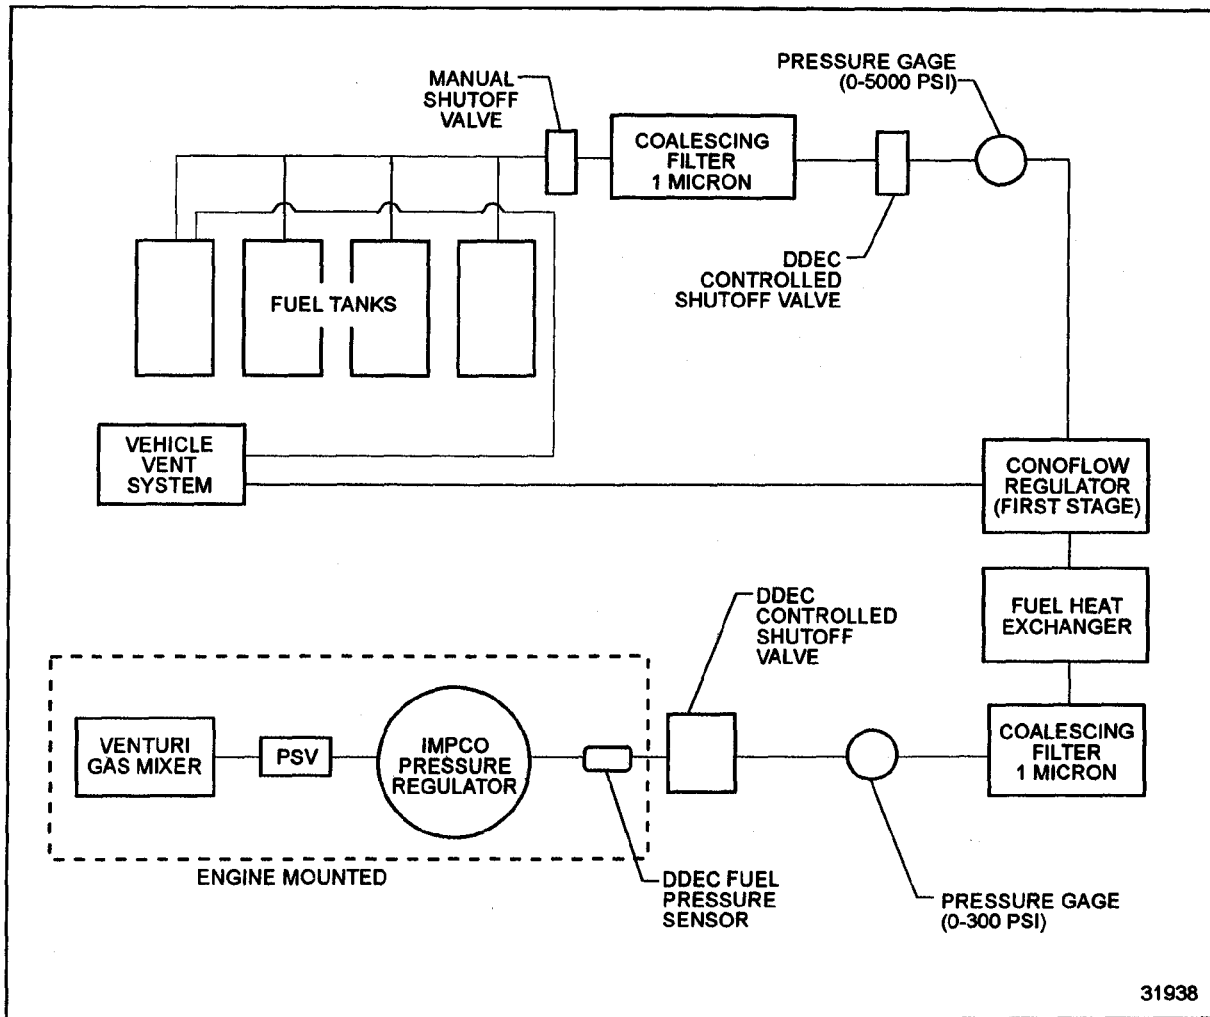 PRESSURE GAGE
(0-5000 PSI)
MANUAL
SHUTOFF
VALVE
COALESCING
FILTER
1 MICRON
DDEC
CONTROLLED
SHUTOFF VALVE
FUEL TANKS
VEHICLE
VENT
SYSTEM
CONOFLOW
REGULATOR
(FIRST STAGE)
FUEL HEAT
EXCHANGER
DDEC
CONTROLLED
SHUTOFF
VALVE
VENTURI
GAS MIXER
PSV
IMPCO
PRESSURE
REGULATOR
COALESCING
FILTER
1 MICRON
ENGINE MOUNTED
DDEC FUEL
PRESSURE
SENSOR
PRESSURE GAGE
(0-300 PSI)
31938